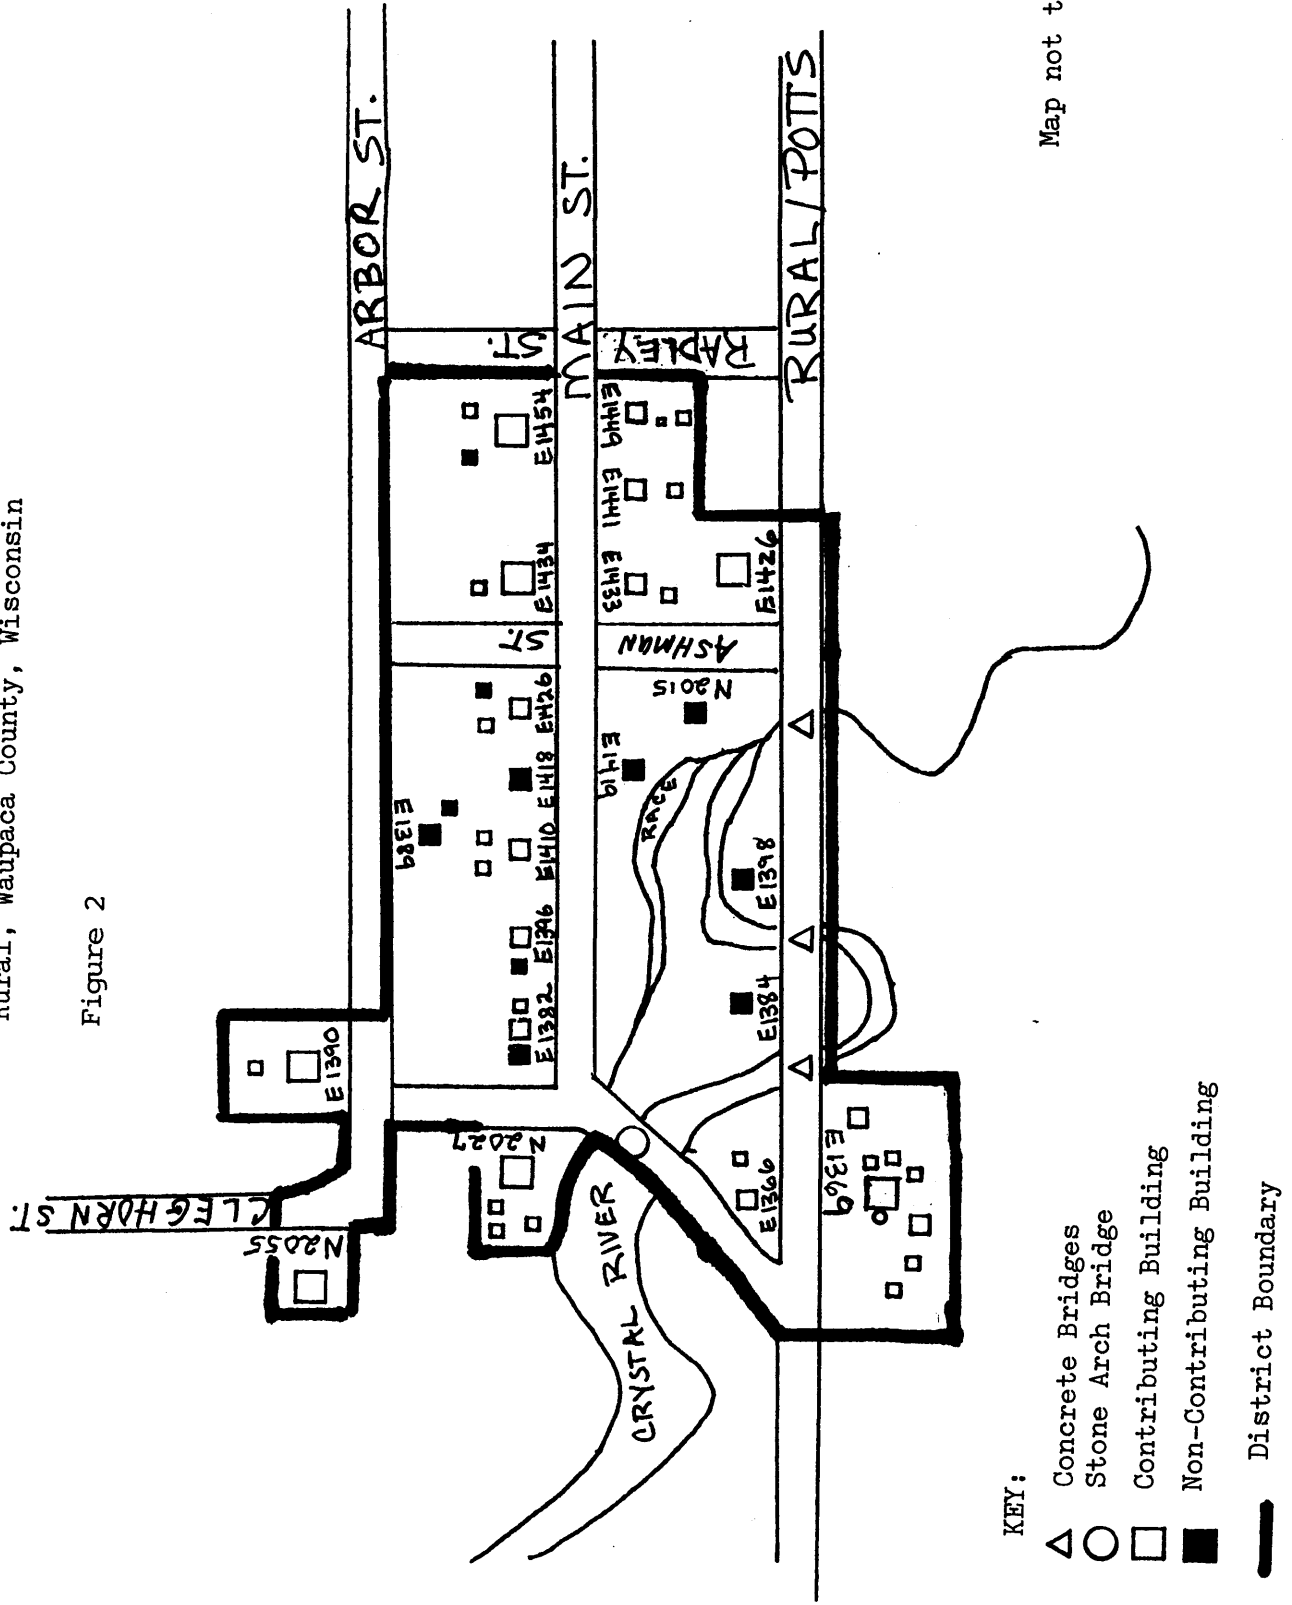 Rural, Waupaca County, Wisconsin
Figure 2
CLEGHORN ST.
N2055
E1390
ARBOR ST.
E1389
N2027
E1382
E1396
E1410
E1418
E1426
ST.
E1434
E1454
ST.
MAIN ST.
CRYSTAL RIVER
RACE
E1419
N2015
ASHMAN
E1433
E1441
E1449
RADLEY
E1366
E1384
E1398
E1426
RURAL/POTTS
E1369
Map not t
KEY:
Concrete Bridges
Stone Arch Bridge
Contributing Building
Non-Contributing Building
District Boundary